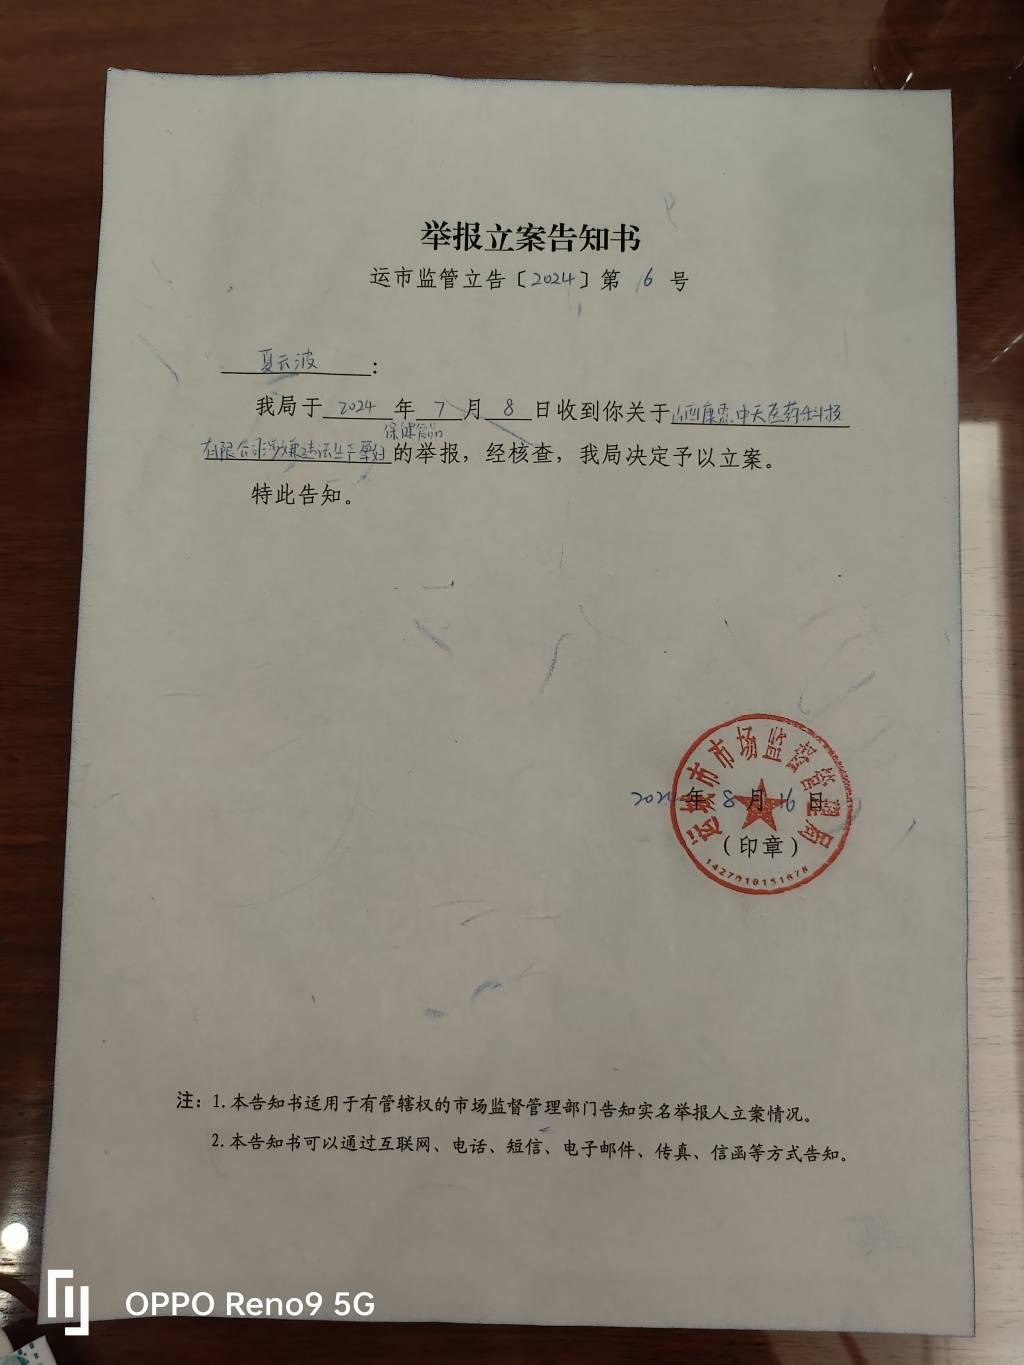 举报立案告知书
运市监管立告〔2024〕第 6 号
夏云波：
我局于 2024 年 7 月 8 日收到你关于山西康 中天医药科技
保健食品
有限公司涉嫌违法生产 的举报，经核查，我局决定予以立案。
特此告知。
运城市市场监督管理局
年 8 月 16 日
（印章）
注：1.本告知书适用于有管辖权的市场监督管理部门告知实名举报人立案情况。
2.本告知书可以通过互联网、电话、短信、电子邮件、传真、信函等方式告知。
OPPO Reno9 5G